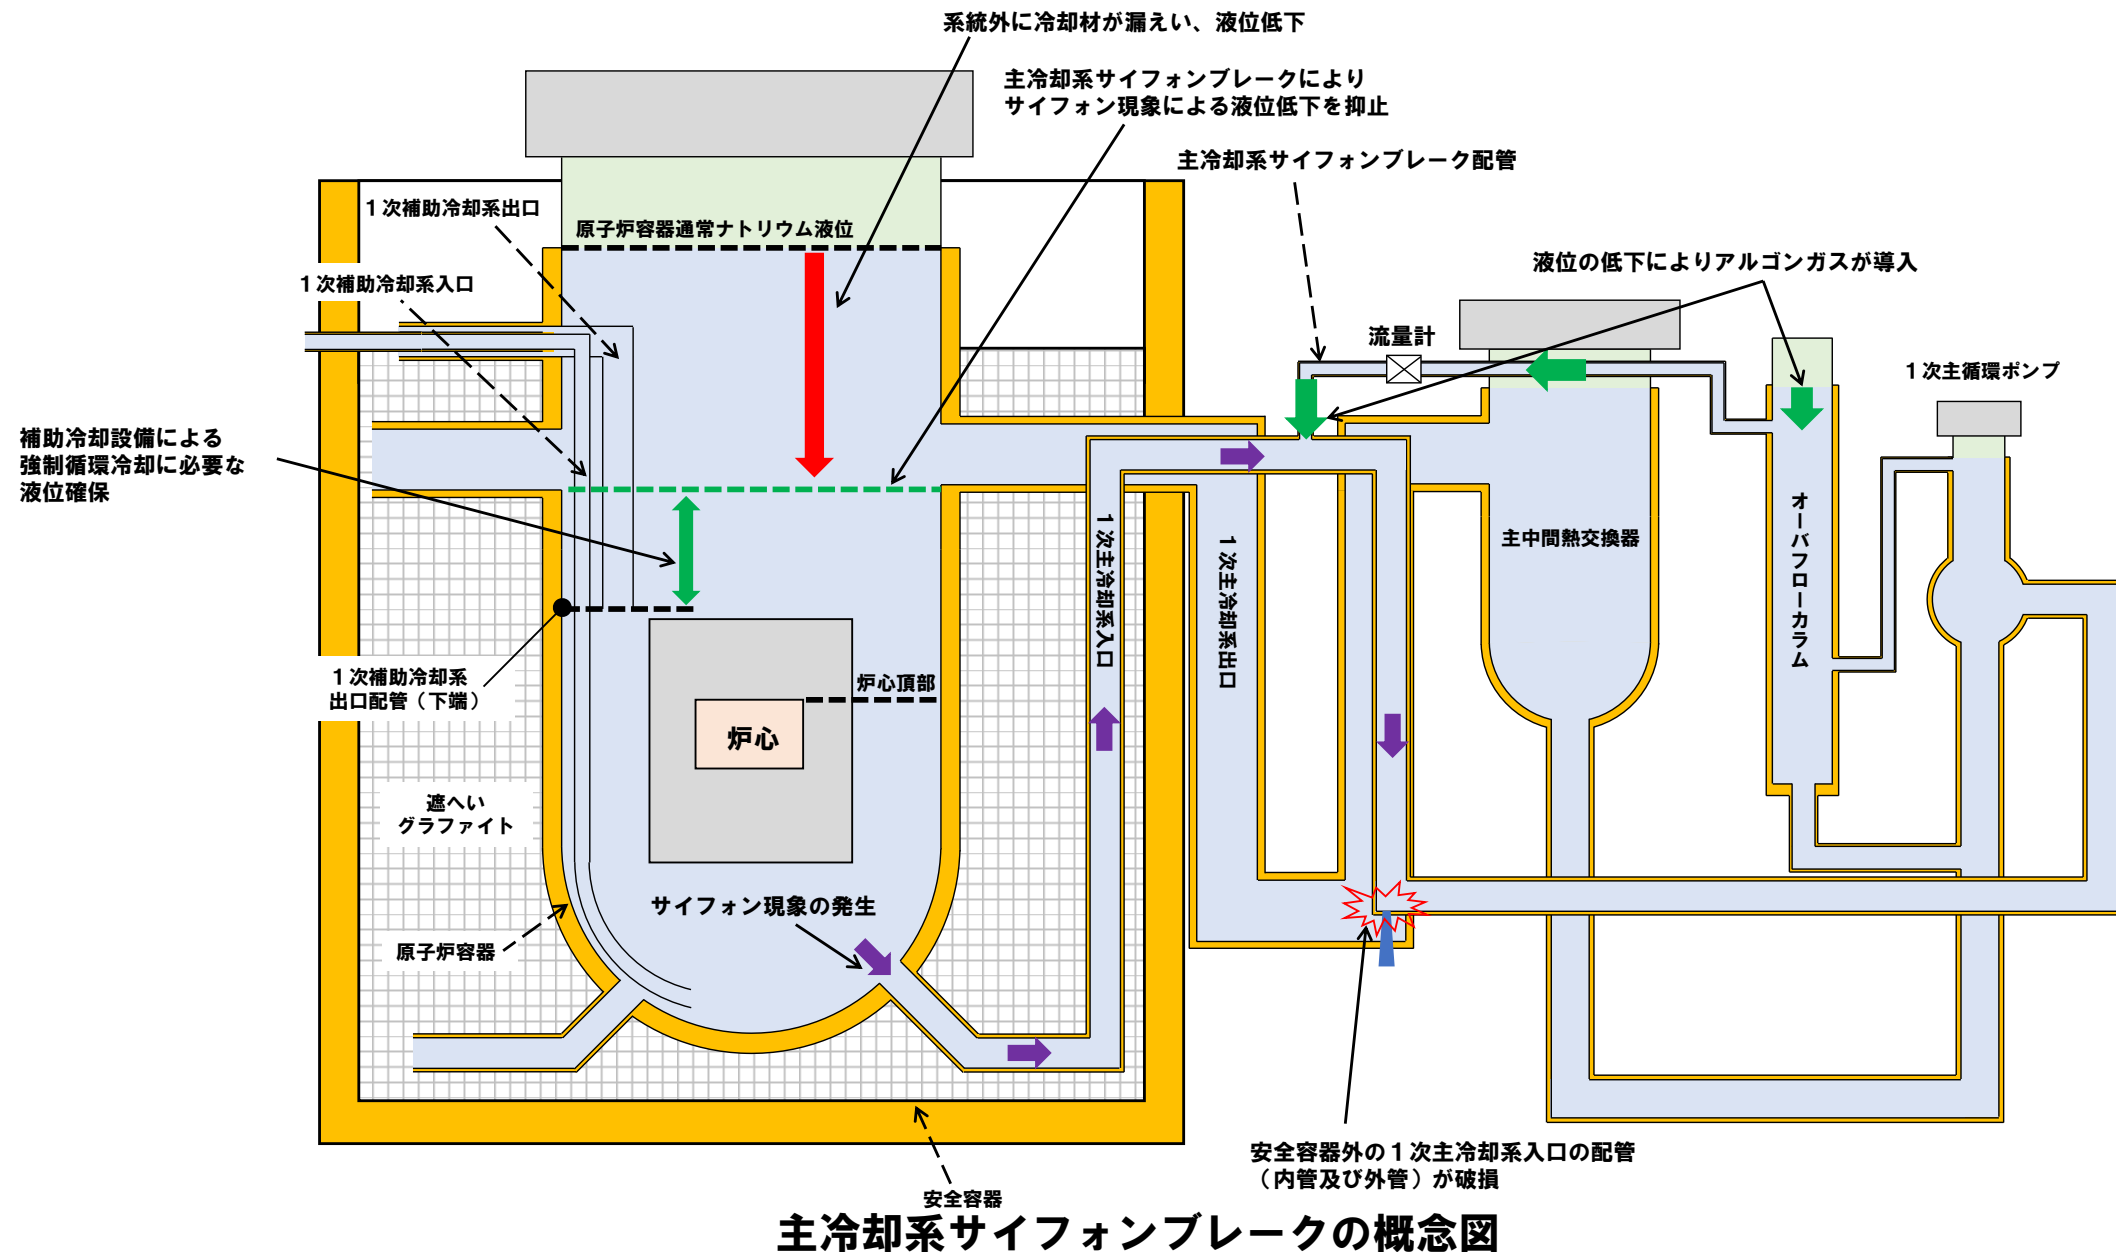 系統外に冷却材が漏えい、液位低下
主冷却系サイフォンブレークにより
サイフォン現象による液位低下を抑止
主冷却系サイフォンブレーク配管
１次補助冷却系出口
原子炉容器通常ナトリウム液位
液位の低下によりアルゴンガスが導入
１次補助冷却系入口
流量計
１次主循環ポンプ
補助冷却設備による
強制循環冷却に必要な
液位確保
１次主冷却系入口
１次主冷却系出口
主中間熱交換器
オーバフローカラム
１次補助冷却系
出口配管（下端）
炉心頂部
炉心
遮へい
グラファイト
サイフォン現象の発生
原子炉容器
安全容器外の１次主冷却系入口の配管
（内管及び外管）が破損
安全容器
主冷却系サイフォンブレークの概念図